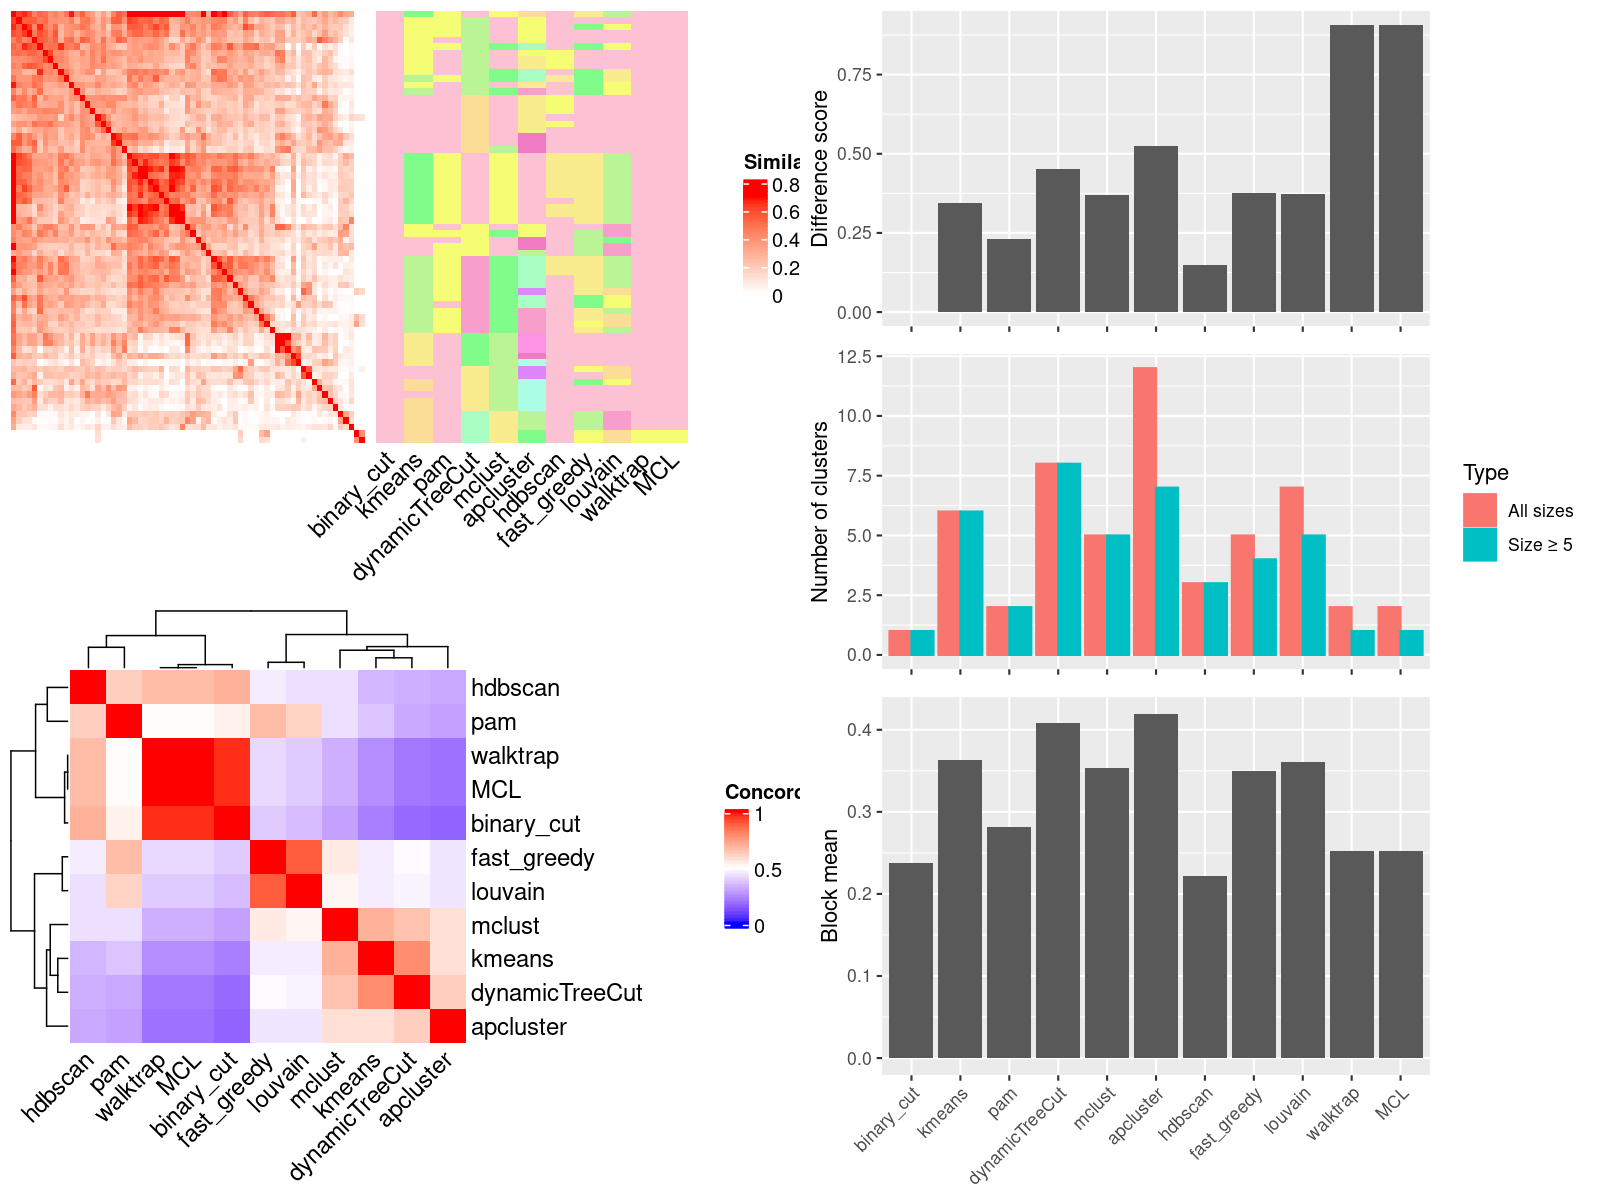 Simila
0.8
0.6
0.4
0.2
0
binary_cut
kmeans
pam
dynamicTreeCut
mclust
apcluster
hdbscan
fast_greedy
louvain
walktrap
MCL
hdbscan
pam
walktrap
MCL
binary_cut
fast_greedy
louvain
mclust
kmeans
dynamicTreeCut
apcluster
Concord
1
0.5
0
hdbscan
pam
walktrap
MCL
binary_cut
fast_greedy
louvain
mclust
kmeans
dynamicTreeCut
apcluster
Difference score
0.75
0.50
0.25
0.00
Number of clusters
12.5
10.0
7.5
5.0
2.5
0.0
Type
All sizes
Size ≥ 5
Block mean
0.4
0.3
0.2
0.1
0.0
binary_cut
kmeans
pam
dynamicTreeCut
mclust
apcluster
hdbscan
fast_greedy
louvain
walktrap
MCL